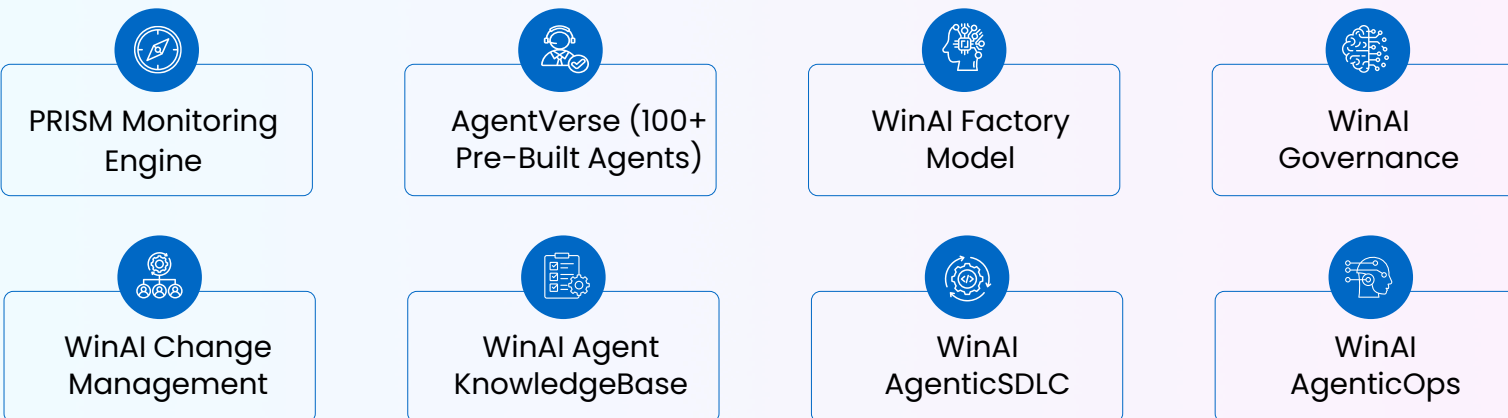 PRISM Monitoring
Engine
AgentVerse (100+
Pre-Built Agents)
WinAI Factory
Model
WinAI
Governance
WinAI Change
Management
WinAI Agent
KnowledgeBase
WinAI
AgenticSDLC
WinAI
AgenticOps